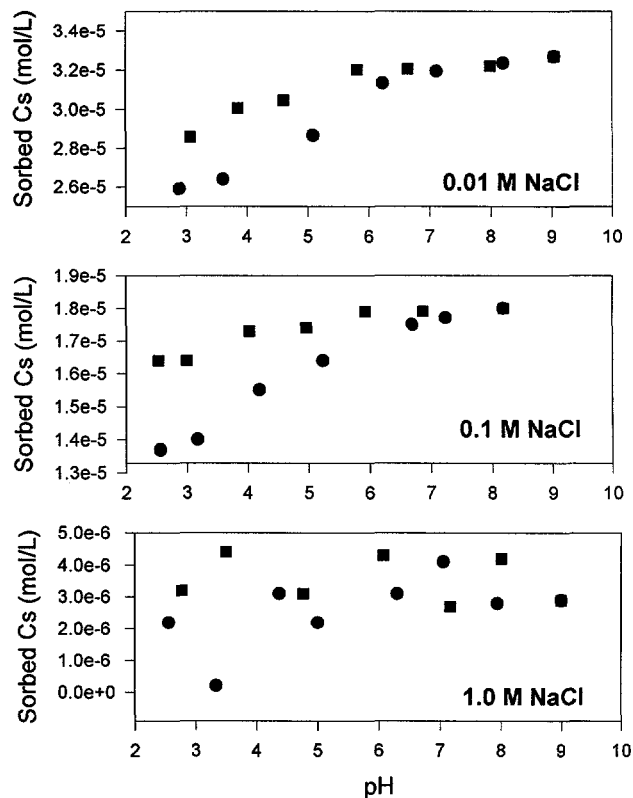 3.4e-5
3.2e-5
3.0e-5
2.8e-5
2.6e-5
Sorbed Cs (mol/L)
0.01 M NaCl
2 3 4 5 6 7 8 9 10
1.9e-5
1.8e-5
1.7e-5
1.6e-5
1.5e-5
1.4e-5
1.3e-5
Sorbed Cs (mol/L)
0.1 M NaCl
2 3 4 5 6 7 8 9 10
5.0e-6
4.0e-6
3.0e-6
2.0e-6
1.0e-6
0.0e+0
Sorbed Cs (mol/L)
1.0 M NaCl
2 3 4 5 6 7 8 9 10
pH